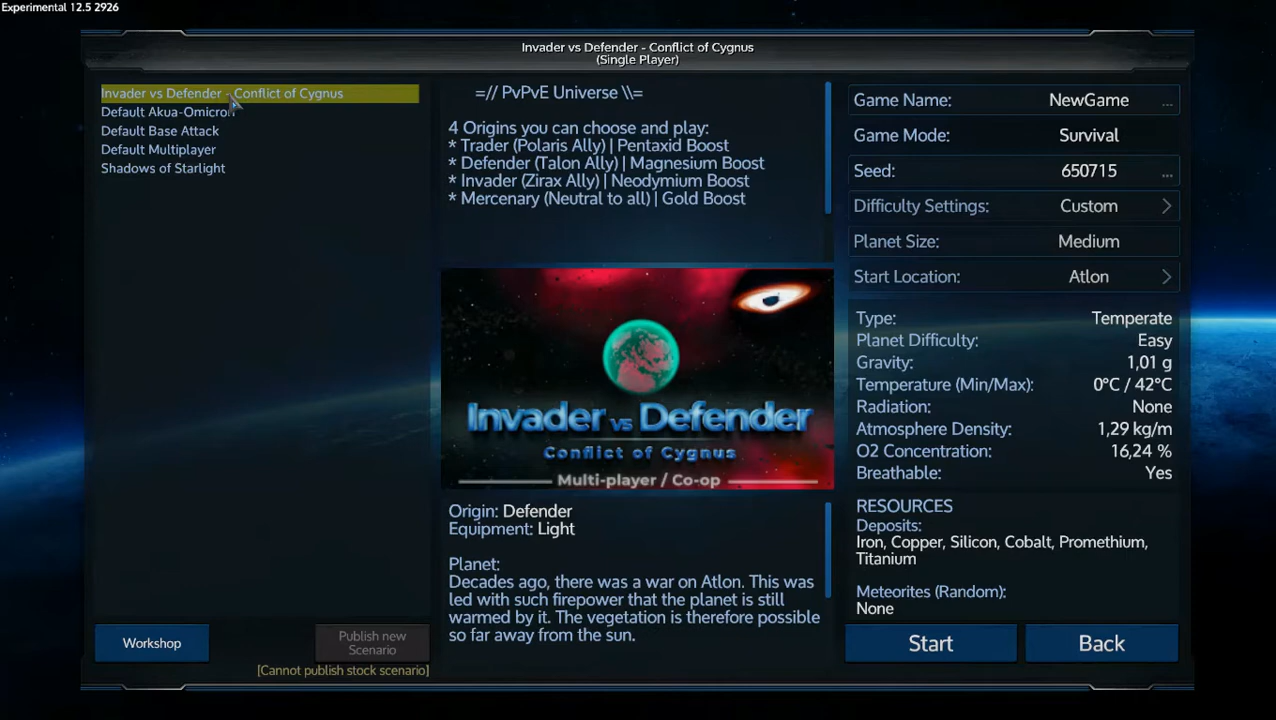 Experimental 12.5 2926
Invader vs Defender - Conflict of Cygnus
(Single Player)
Invader vs Defender - Conflict of Cygnus
Default Akua-Omicron
Default Base Attack
Default Multiplayer
Shadows of Starlight
Workshop
Publish new
Scenario
[Cannot publish stock scenario]
=// PvPvE Universe \\=
4 Origins you can choose and play:
* Trader (Polaris Ally) | Pentaxid Boost
* Defender (Talon Ally) | Magnesium Boost
* Invader (Zirax Ally) | Neodymium Boost
* Mercenary (Neutral to all) | Gold Boost
Invader vs Defender
Conflict of Cygnus
Multi-player / Co-op
Origin: Defender
Equipment: Light
Planet:
Decades ago, there was a war on Atlon. This was
led with such firepower that the planet is still
warmed by it. The vegetation is therefore possible
so far away from the sun.
Game Name: NewGame ...
Game Mode: Survival
Seed: 650715 ...
Difficulty Settings: Custom
Planet Size: Medium
Start Location: Atlon
Type: Temperate
Planet Difficulty: Easy
Gravity: 1,01 g
Temperature (Min/Max): 0°C / 42°C
Radiation: None
Atmosphere Density: 1,29 kg/m
O2 Concentration: 16,24 %
Breathable: Yes
RESOURCES
Deposits:
Iron, Copper, Silicon, Cobalt, Promethium,
Titanium
Meteorites (Random):
None
Start
Back